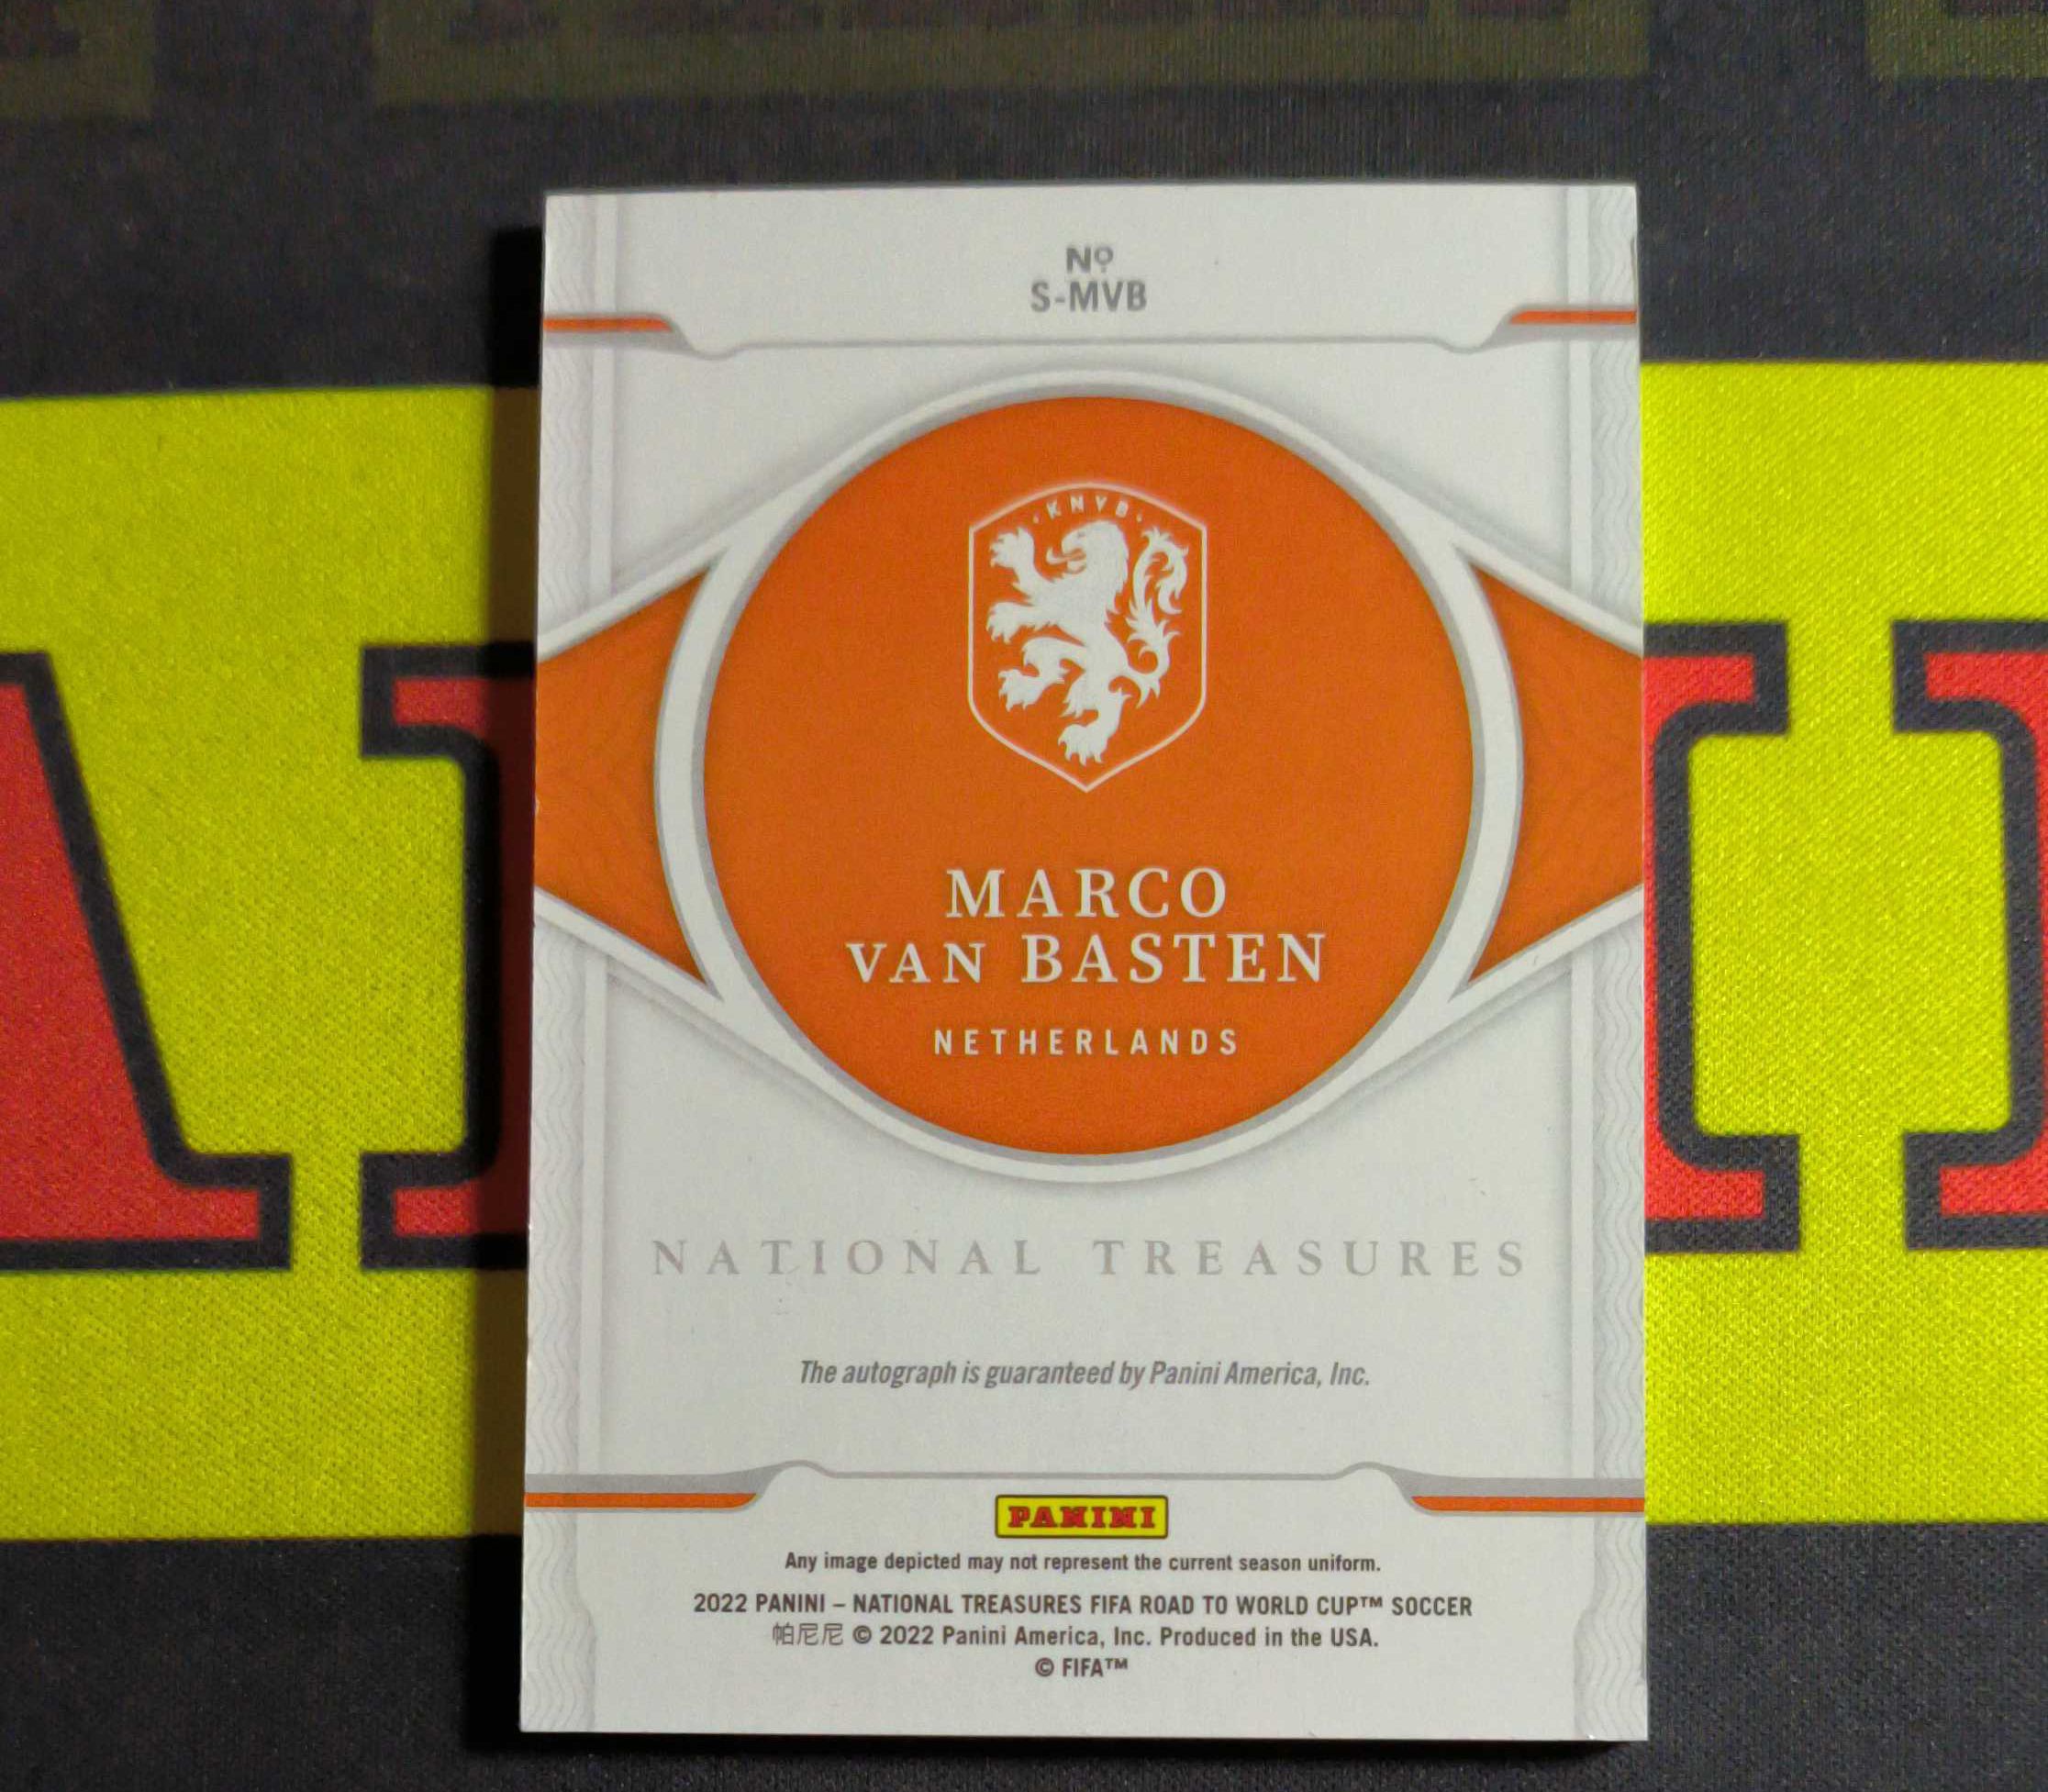 Nº
S-MVB
KNVB
MARCO
VAN BASTEN
NETHERLANDS
NATIONAL TREASURES
The autograph is guaranteed by Panini America, Inc.
PANINI
Any image depicted may not represent the current season uniform.
2022 PANINI – NATIONAL TREASURES FIFA ROAD TO WORLD CUP™ SOCCER
帕尼尼 © 2022 Panini America, Inc. Produced in the USA.
© FIFA™